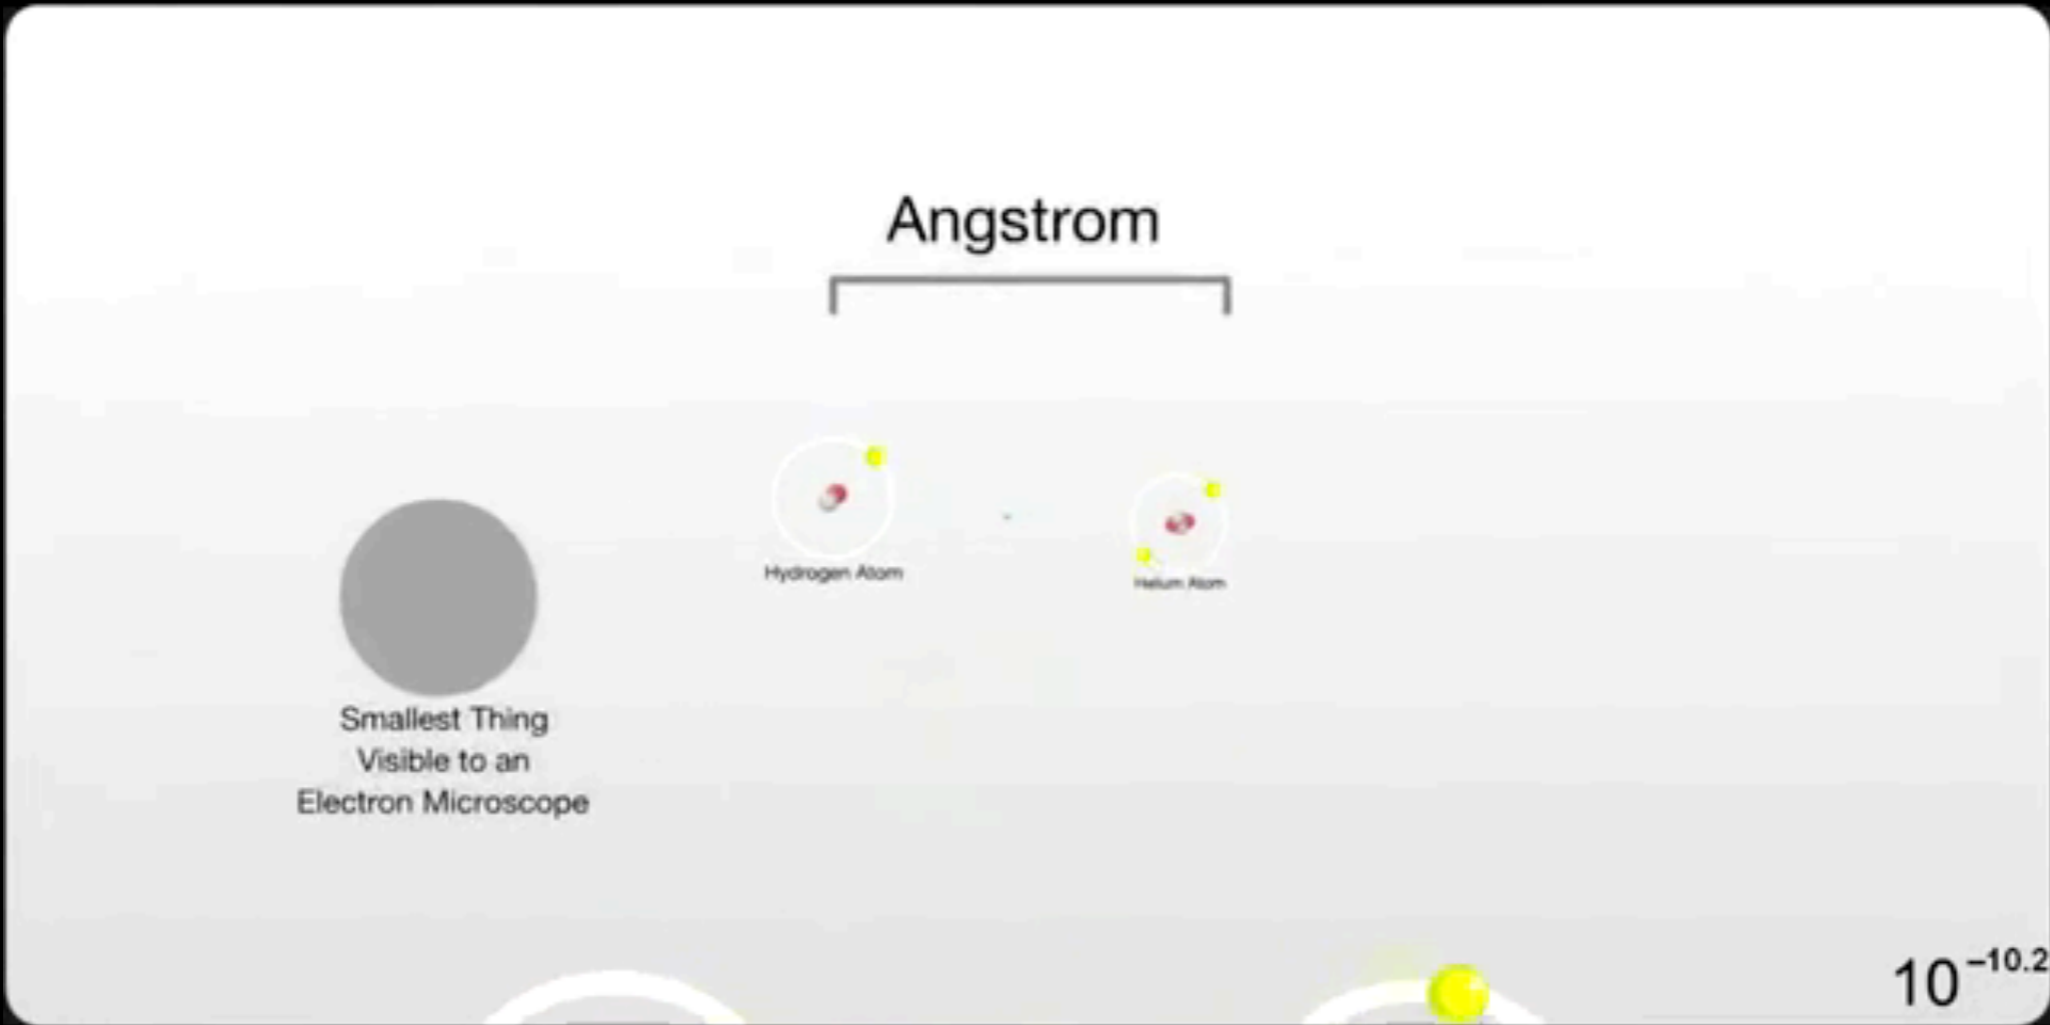 Angstrom
Hydrogen Atom
Helium Atom
Smallest Thing
Visible to an
Electron Microscope
10^−10.2